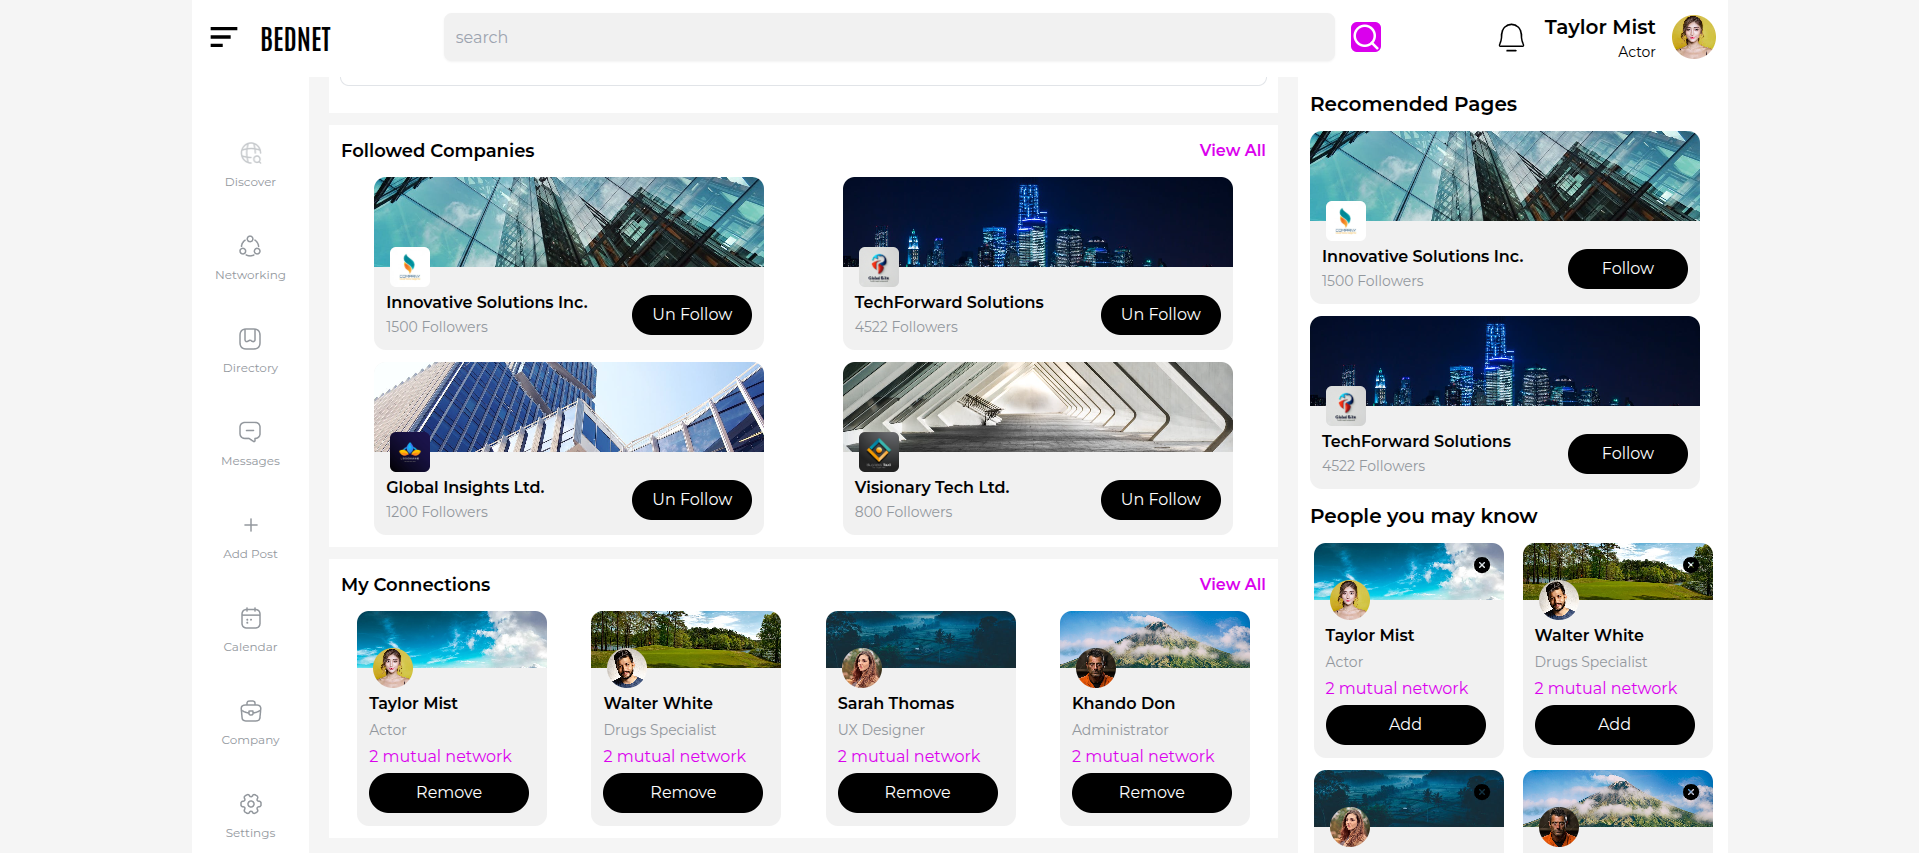 BEDNET
search
Taylor Mist
Actor
Discover
Networking
Directory
Messages
Add Post
Calendar
Company
Settings
Followed Companies
View All
Innovative Solutions Inc.
1500 Followers
Un Follow
TechForward Solutions
4522 Followers
Un Follow
Global Insights Ltd.
1200 Followers
Un Follow
Visionary Tech Ltd.
800 Followers
Un Follow
My Connections
View All
Taylor Mist
Actor
2 mutual network
Remove
Walter White
Drugs Specialist
2 mutual network
Remove
Sarah Thomas
UX Designer
2 mutual network
Remove
Khando Don
Administrator
2 mutual network
Remove
Recomended Pages
Innovative Solutions Inc.
1500 Followers
Follow
TechForward Solutions
4522 Followers
Follow
People you may know
Taylor Mist
Actor
2 mutual network
Add
Walter White
Drugs Specialist
2 mutual network
Add